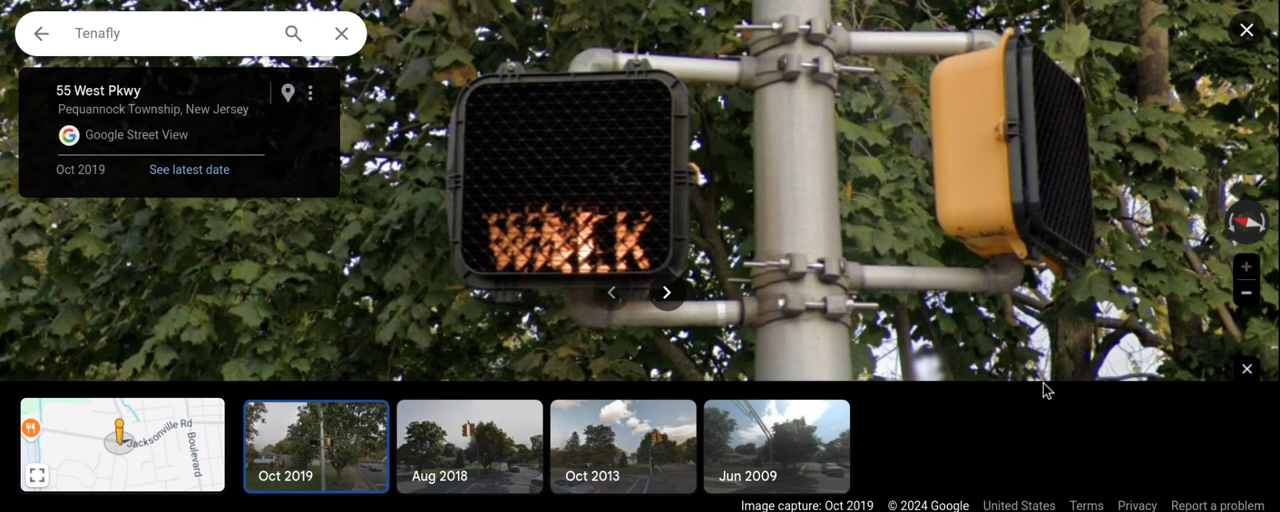 Tenafly
55 West Pkwy
Pequannock Township, New Jersey
Google Street View
Oct 2019
See latest date
WALK
Jacksonville Rd
Boulevard
Oct 2019
Aug 2018
Oct 2013
Jun 2009
Image capture: Oct 2019 © 2024 Google United States Terms Privacy Report a problem